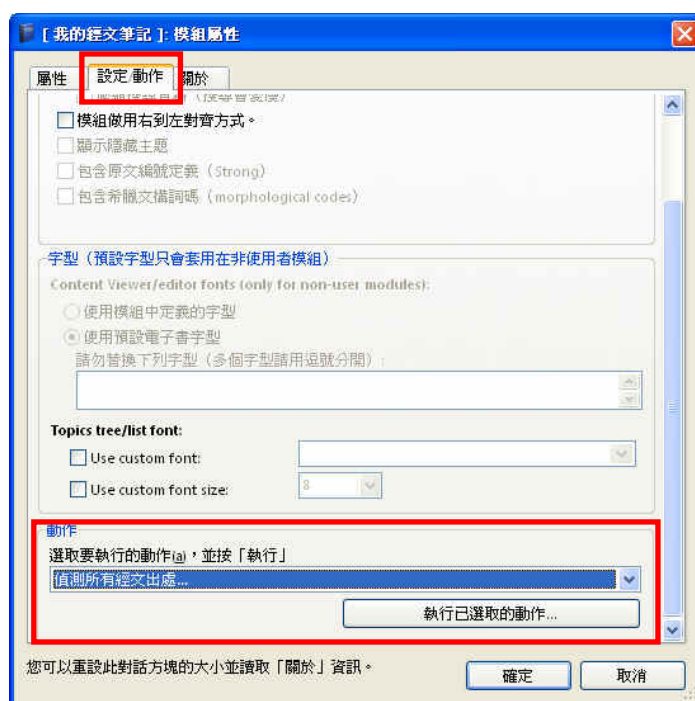 [ 我的經文筆記 ]: 模組屬性
屬性 設定/動作 關於
模組做用右到左對齊方式。
顯示隱藏主題
包含原文編號定義（Strong）
包含希臘文構詞碼（morphological codes）
字型（預設字型只會套用在非使用者模組）
Content Viewer/editor fonts (only for non-user modules):
使用模組中定義的字型
使用預設電子書字型
請勿替換下列字型（多個字型請用逗號分開）:
Topics tree/list font:
Use custom font:
Use custom font size: 8
動作
選取要執行的動作(a)，並按「執行」
偵測所有經文出處...
執行已選取的動作...
您可以重設此對話方塊的大小並讀取「關於」資訊。
確定 取消